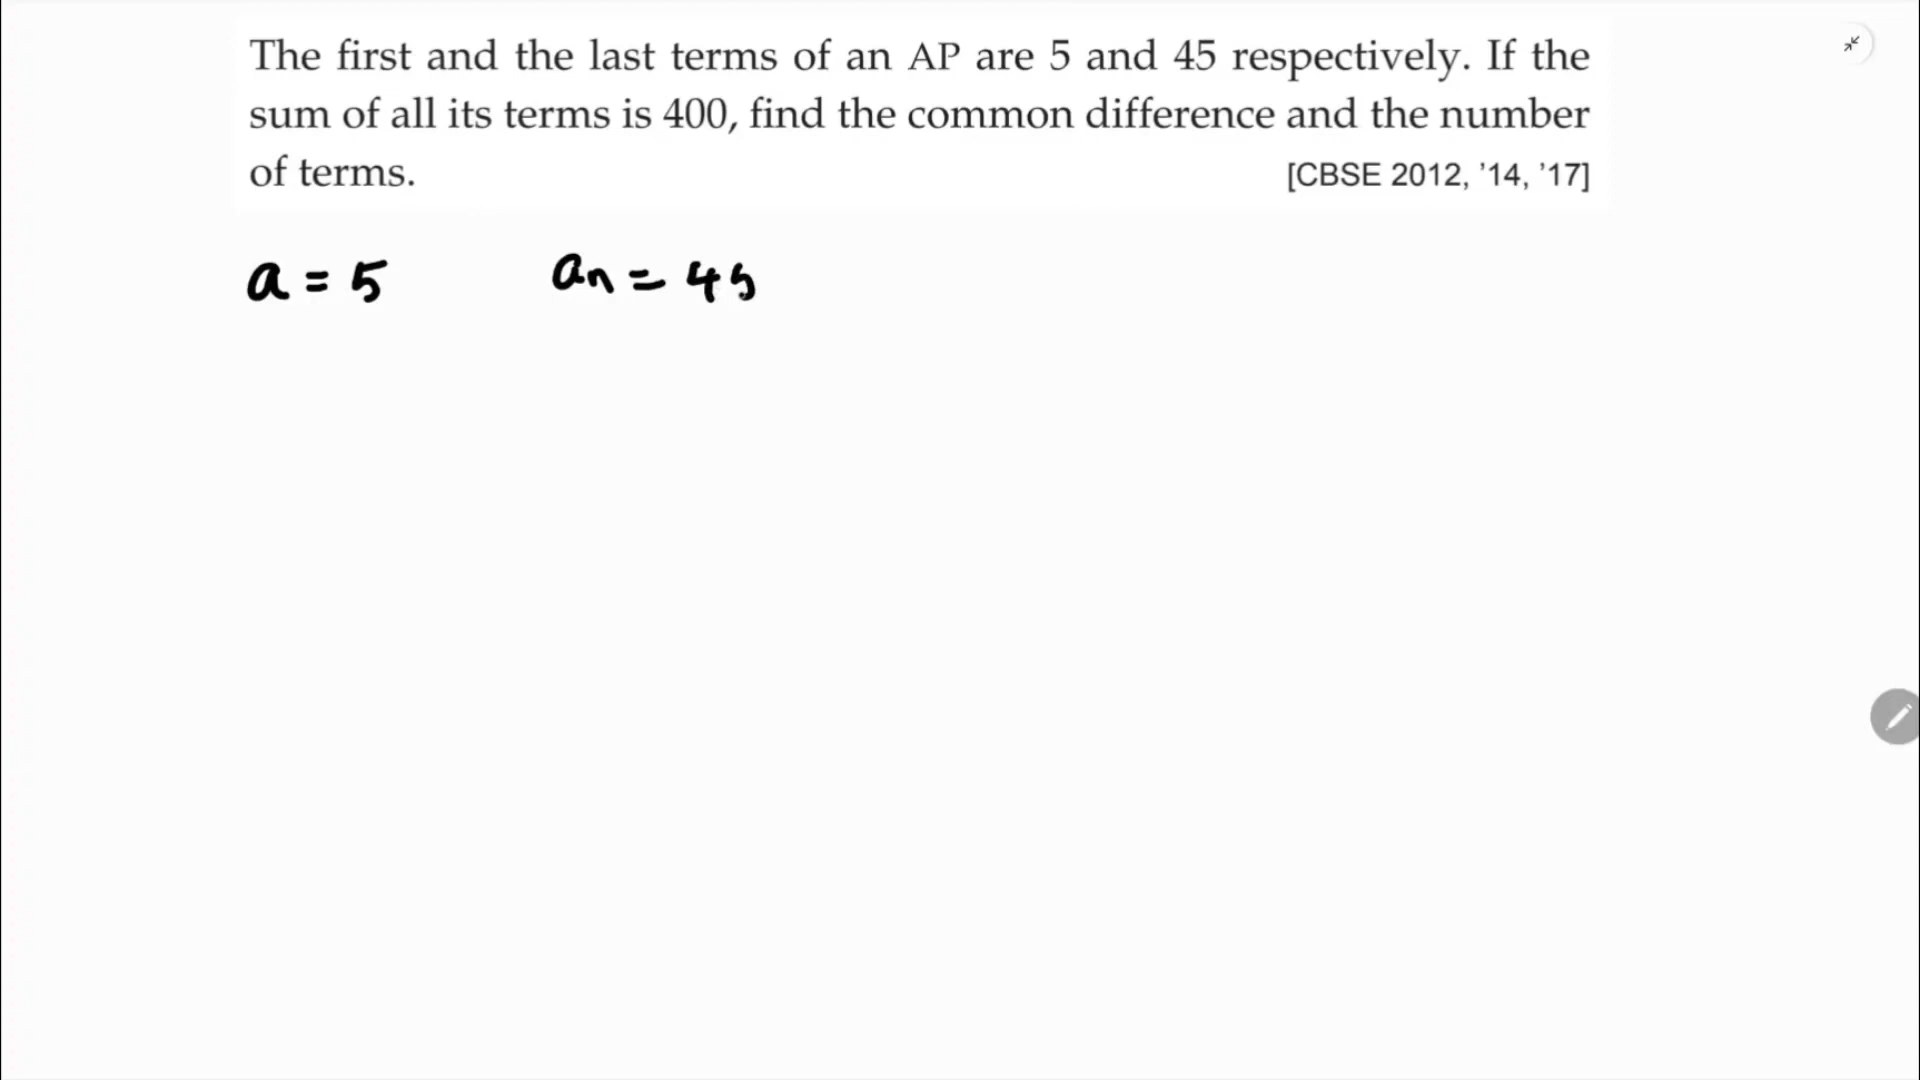 The first and the last terms of an AP are 5 and 45 respectively. If the
sum of all its terms is 400, find the common difference and the number
of terms. [CBSE 2012, ’14, ’17]
a = 5 an = 45